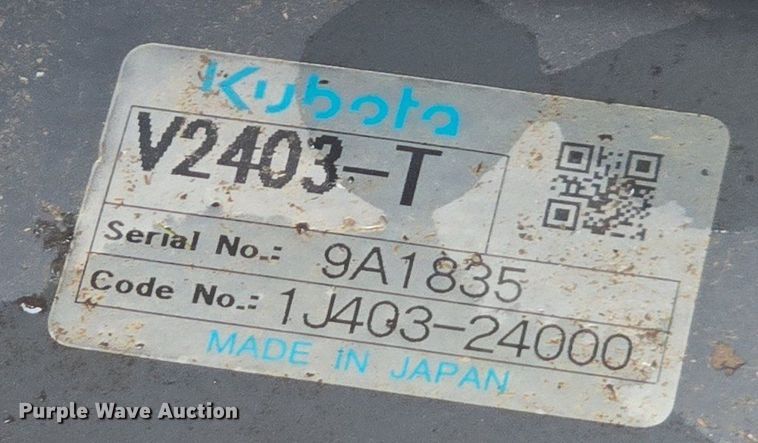 Kubota
V2403-T
Serial No.: 9A1835
Code No.: 1J403-24000
MADE IN JAPAN
Purple Wave Auction